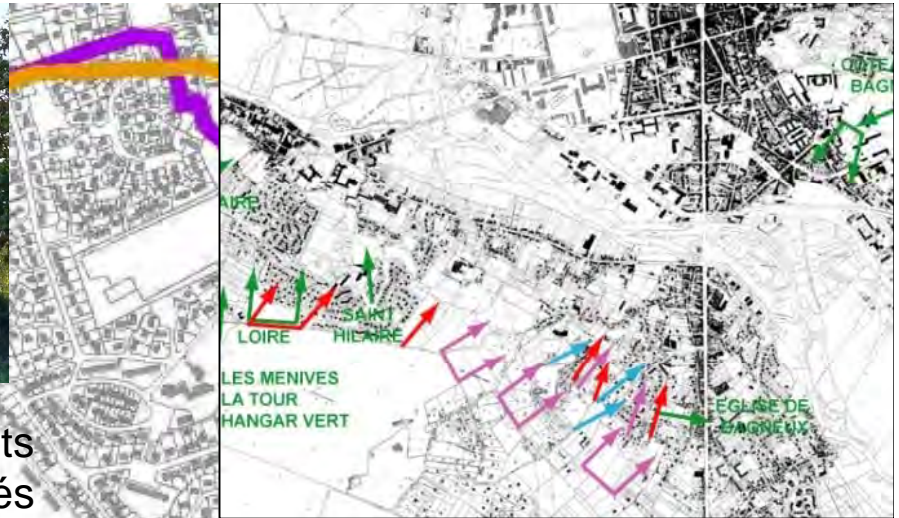 AIRE
LOIRE
SAINT
HILAIRE
LES MENIVES
LA TOUR
HANGAR VERT
EGLISE DE
BAGNEUX
ts
és